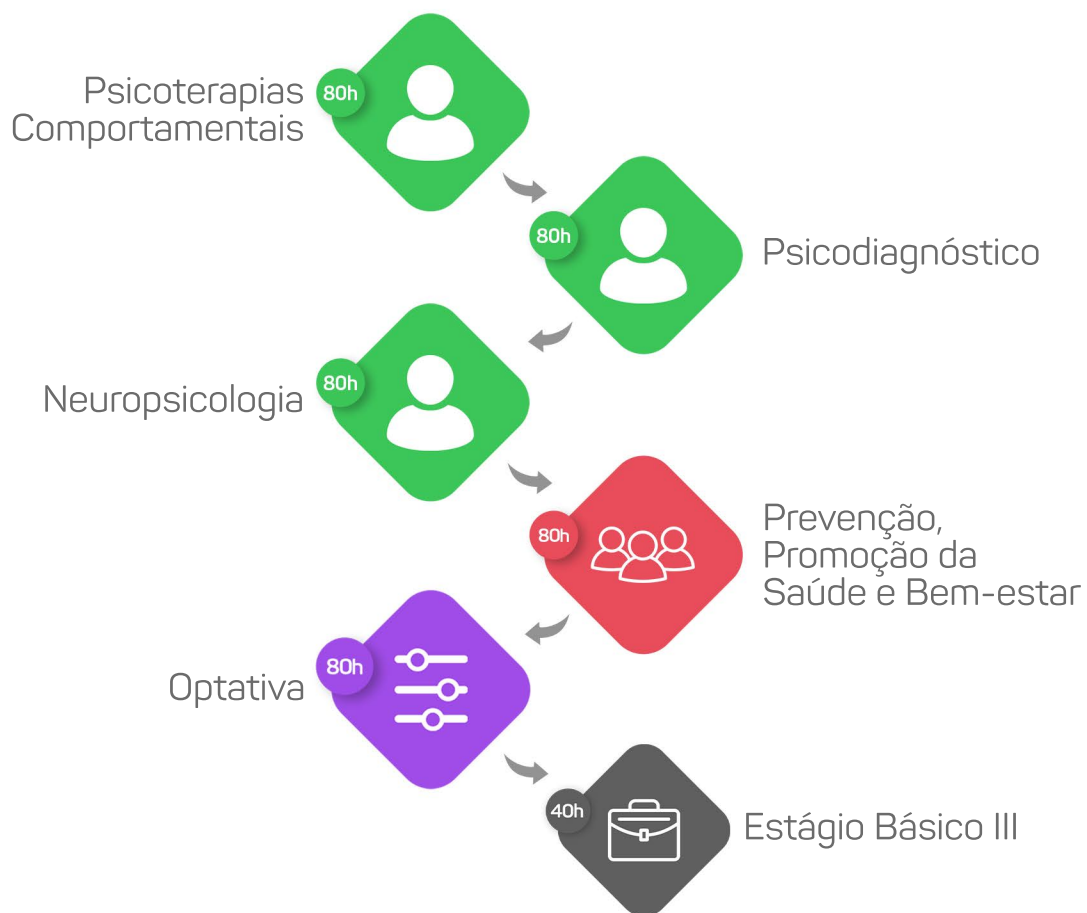 80h
Psicoterapias
Comportamentais
80h
Psicodiagnóstico
80h
Neuropsicologia
80h
Prevenção,
Promoção da
Saúde e Bem-estar
80h
Optativa
40h
Estágio Básico III